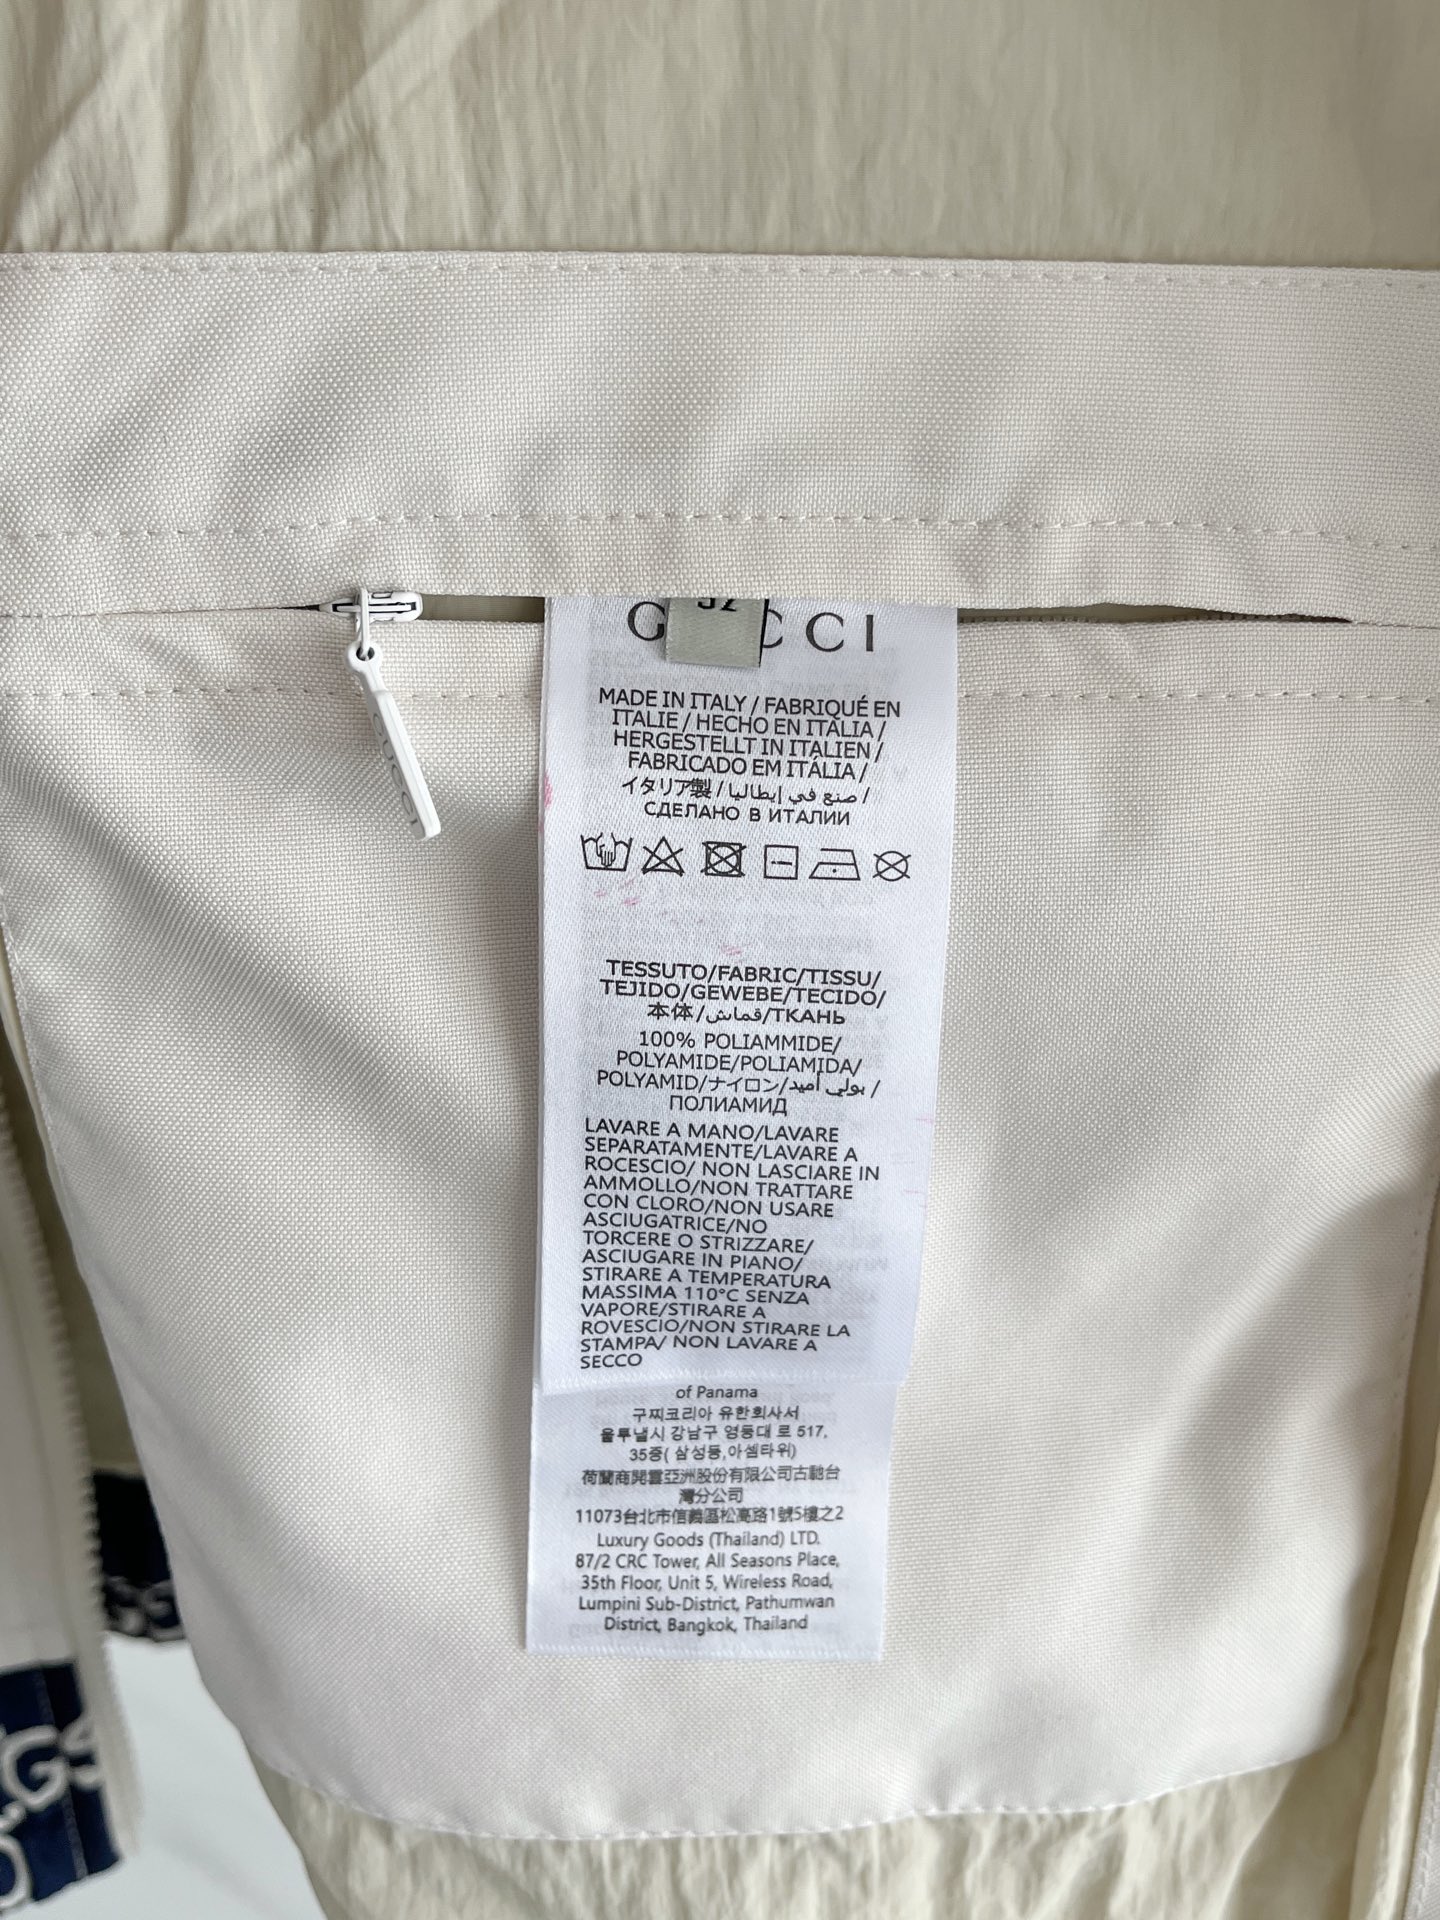 GUCCI
52
GUCCI
MADE IN ITALY / FABRIQUÉ EN
ITALIE / HECHO EN ITALIA /
HERGESTELLT IN ITALIEN /
FABRICADO EM ITÁLIA /
イタリア製 / صنع في إيطاليا /
СДЕЛАНО В ИТАЛИИ
TESSUTO/FABRIC/TISSU/
TEJIDO/GEWEBE/TECIDO/
本体/قماش/ТКАНЬ
100% POLIAMMIDE/
POLYAMIDE/POLIAMIDA/
POLYAMID/ナイロン/بولي أميد /
ПОЛИАМИД
LAVARE A MANO/LAVARE
SEPARATAMENTE/LAVARE A
ROCESCIO/ NON LASCIARE IN
AMMOLLO/NON TRATTARE
CON CLORO/NON USARE
ASCIUGATRICE/NO
TORCERE O STRIZZARE/
ASCIUGARE IN PIANO/
STIRARE A TEMPERATURA
MASSIMA 110°C SENZA
VAPORE/STIRARE A
ROVESCIO/NON STIRARE LA
STAMPA/ NON LAVARE A
SECCO
of Panama
구찌코리아 유한회사서
울투낼시 강남구 영동대 로 517,
35중( 삼성동,아셈타위)
荷蘭商開雲亞洲股份有限公司古馳台
灣分公司
11073台北市信義區松高路1號5樓之2
Luxury Goods (Thailand) LTD.
87/2 CRC Tower, All Seasons Place,
35th Floor, Unit 5, Wireless Road,
Lumpini Sub-District, Pathumwan
District, Bangkok, Thailand